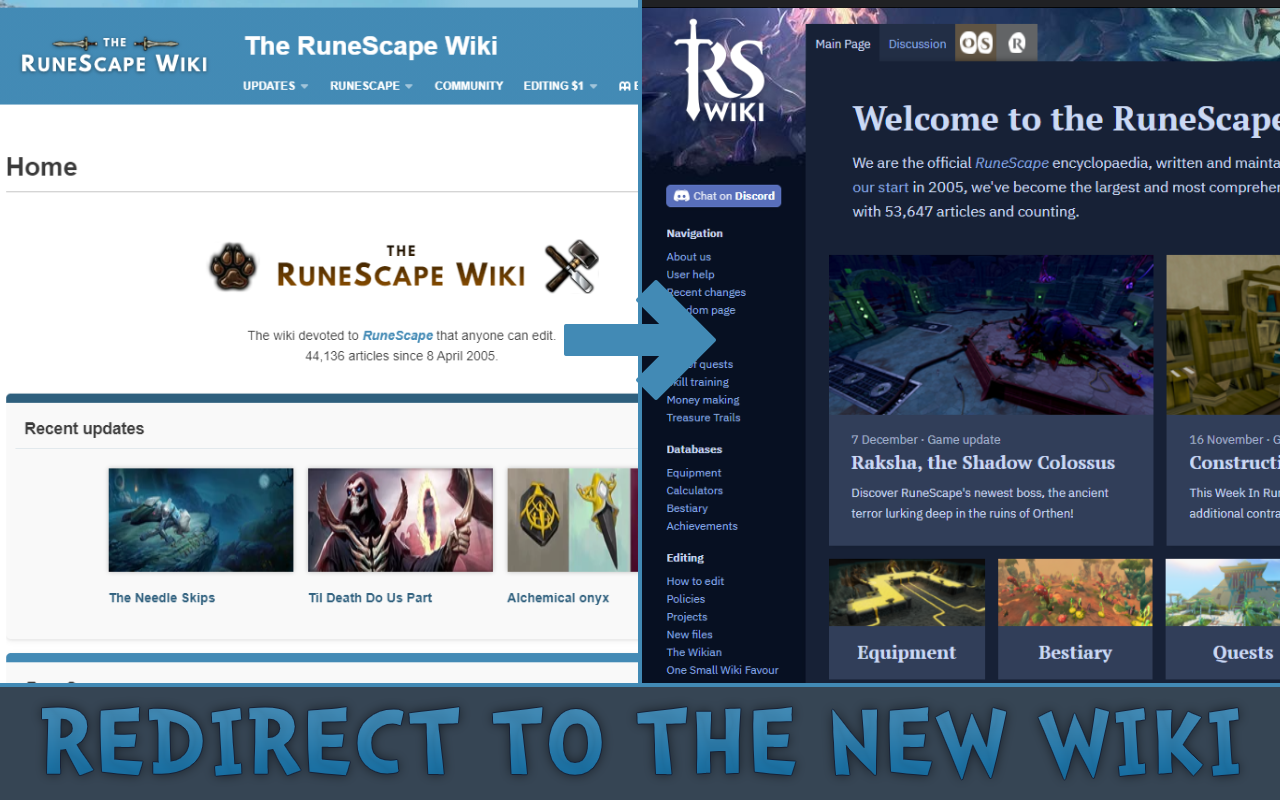 THE
RUNESCAPE WIKI
The RuneScape Wiki
UPDATES
RUNESCAPE
COMMUNITY
EDITING $1
Home
THE
RUNESCAPE WIKI
The wiki devoted to RuneScape that anyone can edit.
44,136 articles since 8 April 2005.
Recent updates
The Needle Skips
Til Death Do Us Part
Alchemical onyx
RS
WIKI
Main Page
Discussion
OS
R
Welcome to the RuneScape
We are the official RuneScape encyclopaedia, written and mainta
our start in 2005, we've become the largest and most comprehen
with 53,647 articles and counting.
Chat on Discord
Navigation
About us
User help
Recent changes
dom page
of quests
kill training
Money making
Treasure Trails
Databases
Equipment
Calculators
Bestiary
Achievements
Editing
How to edit
Policies
Projects
New files
The Wikian
One Small Wiki Favour
7 December · Game update
Raksha, the Shadow Colossus
Discover RuneScape's newest boss, the ancient
terror lurking deep in the ruins of Orthen!
16 November · G
Constructi
This Week In Ru
additional contra
Equipment
Bestiary
Quests
REDIRECT TO THE NEW WIKI